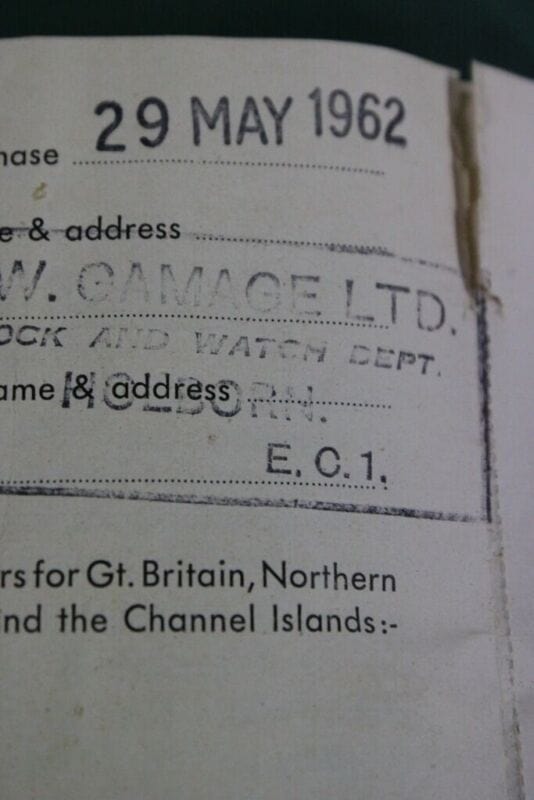 29 MAY 1962
hase
e & address
W. GAMAGE LTD.
OCK AND WATCH DEPT.
ame & address
HOLBORN.
E.C.1.
rs for Gt. Britain, Northern
nd the Channel Islands:-